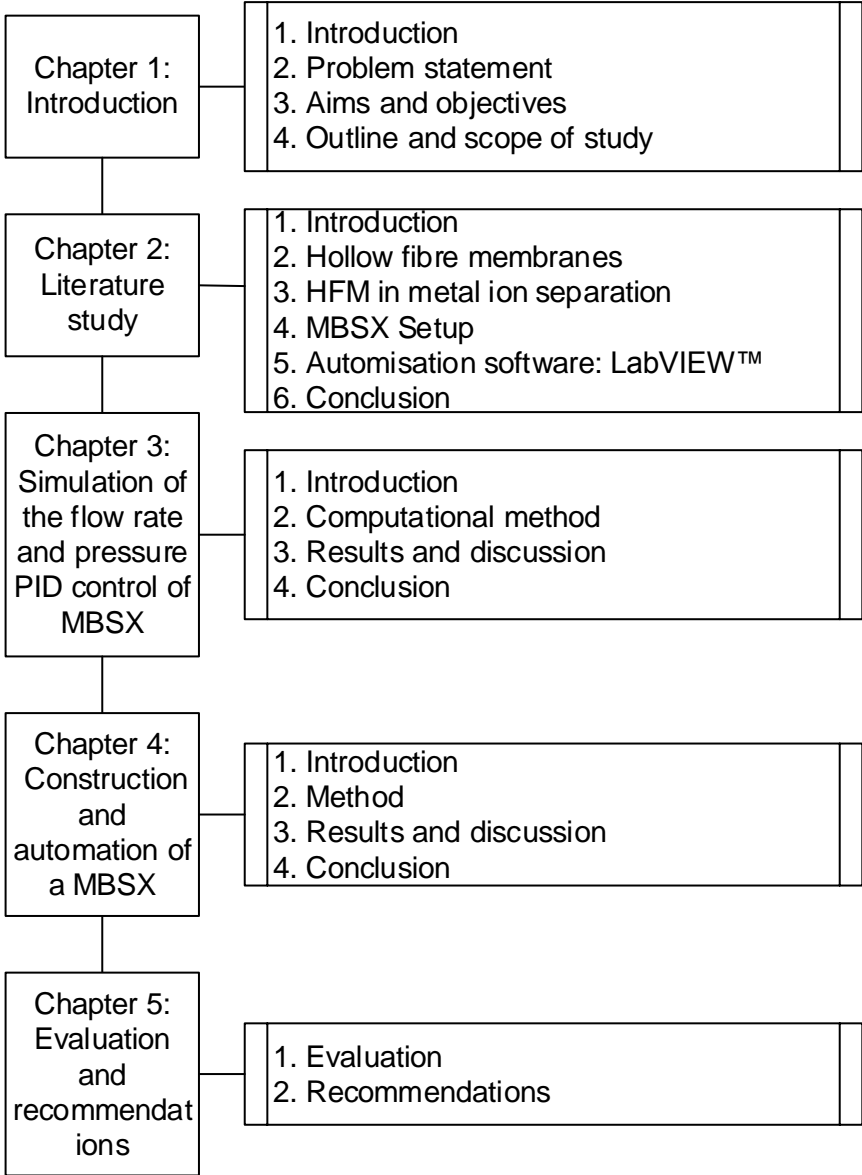 Chapter 1:
Introduction
1. Introduction
2. Problem statement
3. Aims and objectives
4. Outline and scope of study
Chapter 2:
Literature
study
1. Introduction
2. Hollow fibre membranes
3. HFM in metal ion separation
4. MBSX Setup
5. Automisation software: LabVIEW™
6. Conclusion
Chapter 3:
Simulation of
the flow rate
and pressure
PID control of
MBSX
1. Introduction
2. Computational method
3. Results and discussion
4. Conclusion
Chapter 4:
Construction
and
automation of
a MBSX
1. Introduction
2. Method
3. Results and discussion
4. Conclusion
Chapter 5:
Evaluation
and
recommendat
ions
1. Evaluation
2. Recommendations